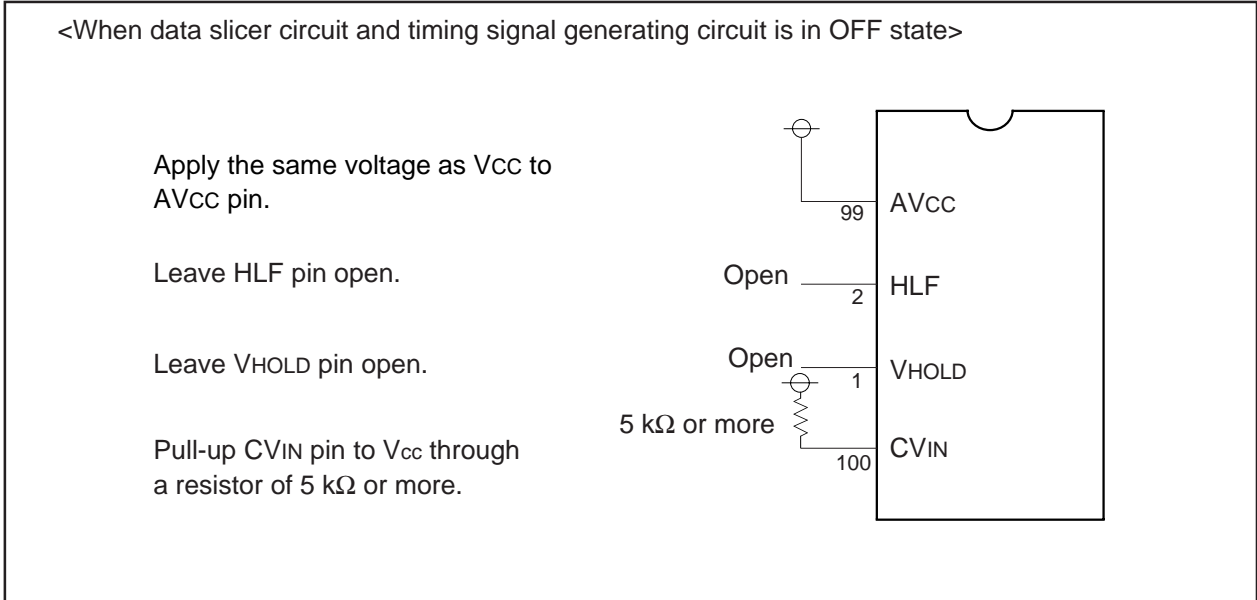 <When data slicer circuit and timing signal generating circuit is in OFF state>
Apply the same voltage as VCC to
AVCC pin.
Leave HLF pin open.
Leave VHOLD pin open.
Pull-up CVIN pin to Vcc through
a resistor of 5 kΩ or more.
99 AVCC
Open 2 HLF
Open 1 VHOLD
5 kΩ or more 100 CVIN